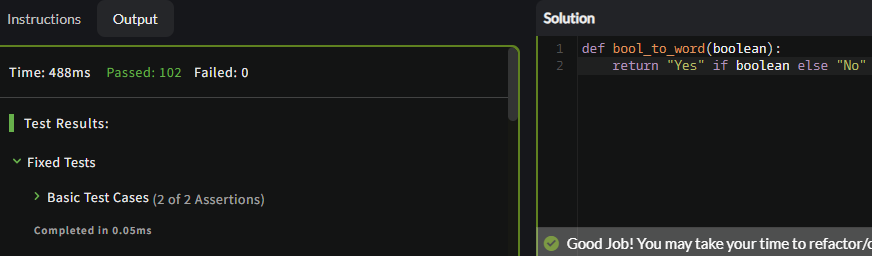 Instructions
Output
Time: 488ms Passed: 102 Failed: 0
Test Results:
Fixed Tests
Basic Test Cases (2 of 2 Assertions)
Completed in 0.05ms
Solution
1 def bool_to_word(boolean):
2 return "Yes" if boolean else "No"
Good Job! You may take your time to refactor/c